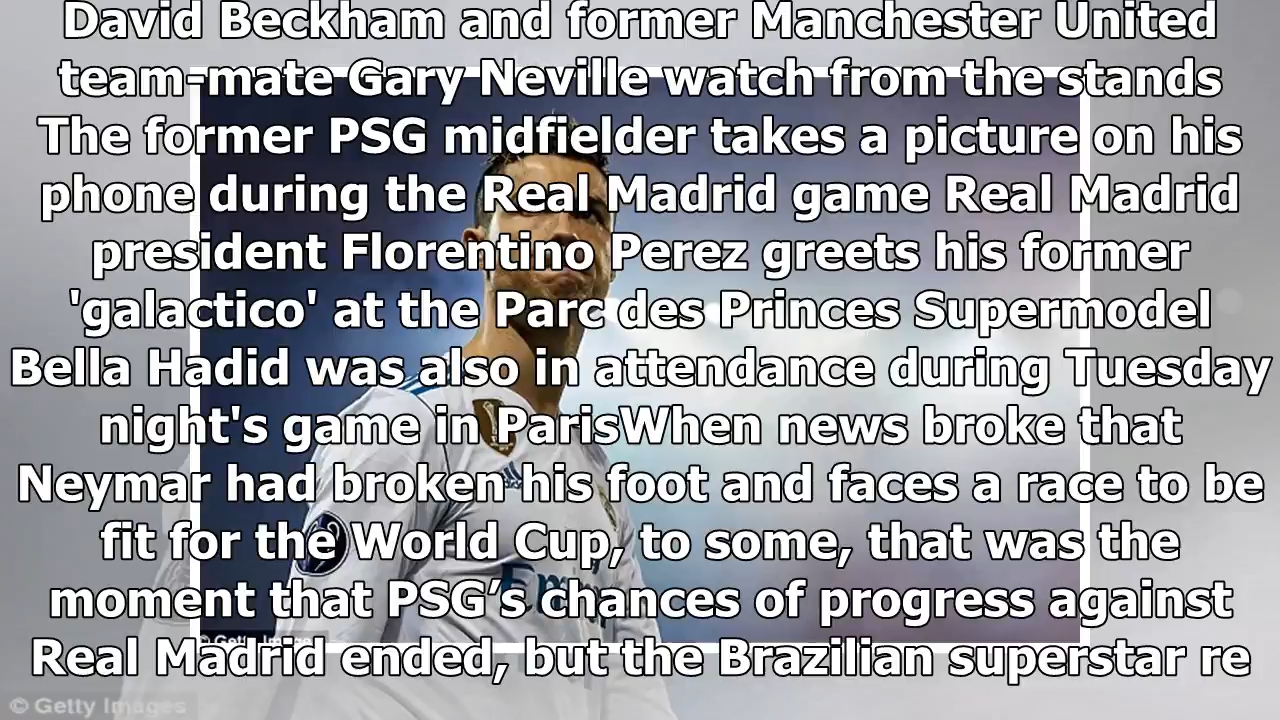 David Beckham and former Manchester United
team-mate Gary Neville watch from the stands
The former PSG midfielder takes a picture on his
phone during the Real Madrid game Real Madrid
president Florentino Perez greets his former
'galactico' at the Parc des Princes Supermodel
Bella Hadid was also in attendance during Tuesday
night's game in ParisWhen news broke that
Neymar had broken his foot and faces a race to be
fit for the World Cup, to some, that was the
moment that PSG’s chances of progress against
Real Madrid ended, but the Brazilian superstar re
© Getty Images